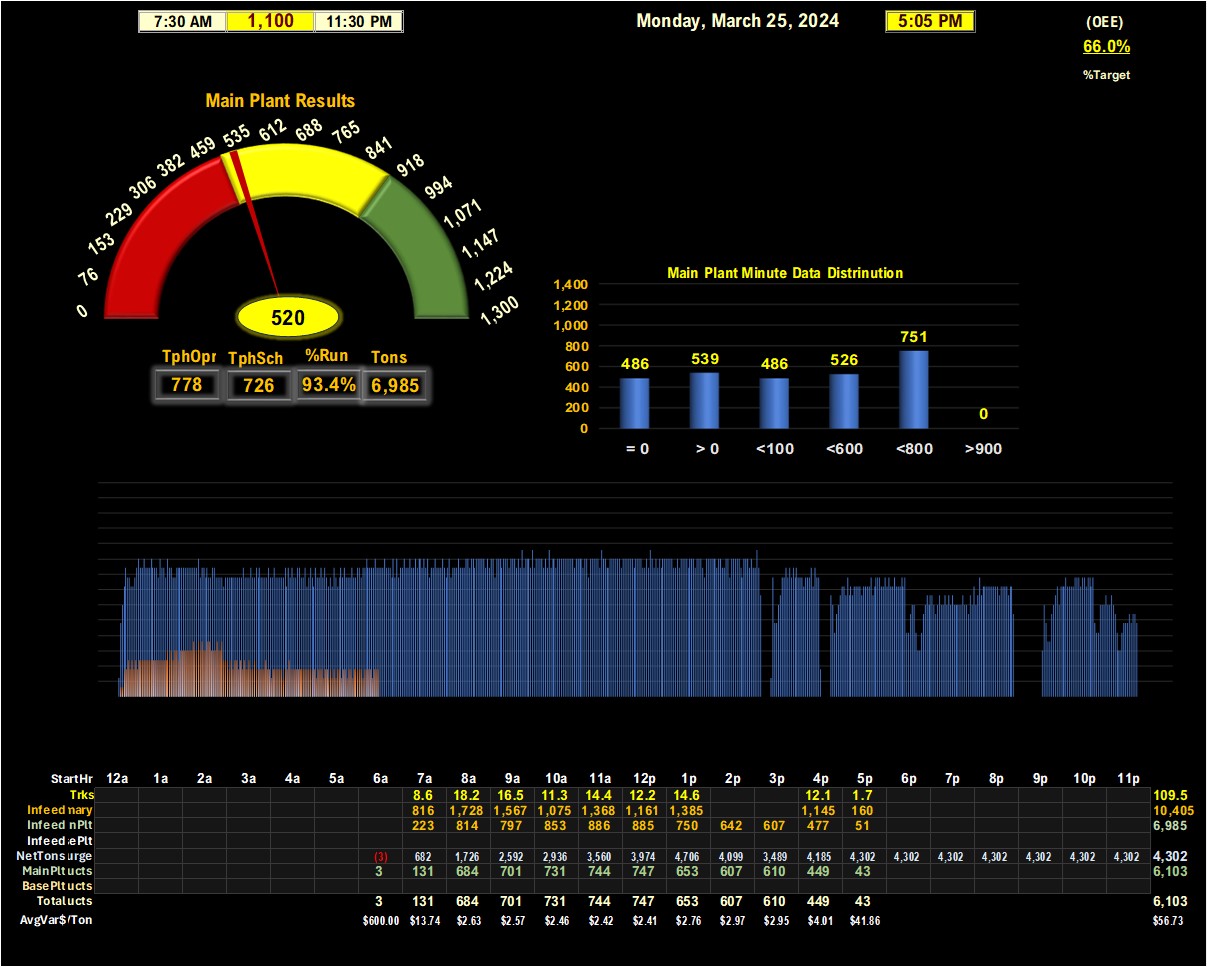 7:30 AM 1,100 11:30 PM Monday, March 25, 2024 5:05 PM (OEE)
66.0%
%Target
Main Plant Results
0 76 153 229 306 382 459 535 612 688 765 841 918 994 1,071 1,147 1,224 1,300
520
TphOpr TphSch %Run Tons
778 726 93.4% 6,985
Main Plant Minute Data Distrinution
1,400
1,200
1,000
800
600
400
200
0
486 539 486 526 751 0
= 0 > 0 <100 <600 <800 >900
StartHr 12a 1a 2a 3a 4a 5a 6a 7a 8a 9a 10a 11a 12p 1p 2p 3p 4p 5p 6p 7p 8p 9p 10p 11p
Trks 8.6 18.2 16.5 11.3 14.4 12.2 14.6 12.1 1.7 109.5
Infeed nary 816 1,728 1,567 1,075 1,368 1,161 1,385 1,145 160 10,405
Infeed nPlt 223 814 797 853 886 885 750 642 607 477 51 6,985
Infeed ePlt
NetTons urge (3) 682 1,726 2,592 2,936 3,560 3,974 4,706 4,099 3,489 4,185 4,302 4,302 4,302 4,302 4,302 4,302 4,302 4,302
MainPlt ucts 3 131 684 701 731 744 747 653 607 610 449 43 6,103
BasePlt ucts
Total ucts 3 131 684 701 731 744 747 653 607 610 449 43 6,103
AvgVar$/Ton $600.00 $13.74 $2.63 $2.57 $2.46 $2.42 $2.41 $2.76 $2.97 $2.95 $4.01 $41.86 $56.73